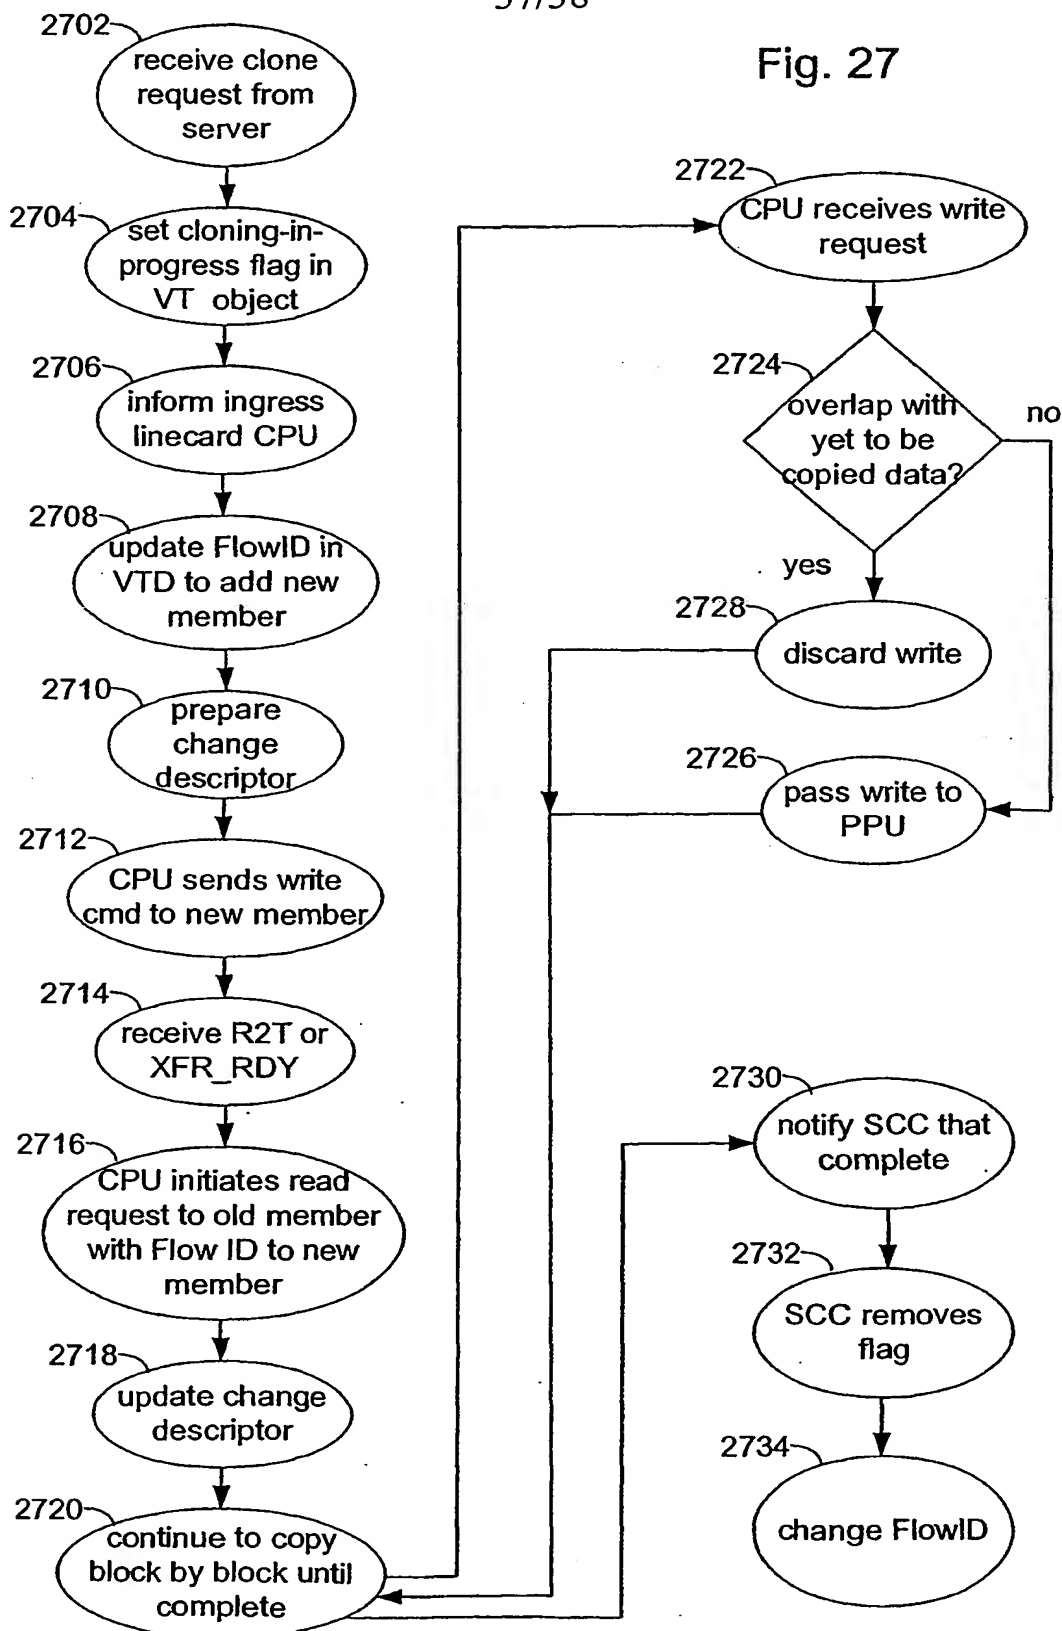 37/38
Fig. 27
2702
receive clone
request from
server
2704
set cloning-in-
progress flag in
VT object
2706
inform ingress
linecard CPU
2708
update FlowID in
VTD to add new
member
2710
prepare
change
descriptor
2712
CPU sends write
cmd to new member
2714
receive R2T or
XFR_RDY
2716
CPU initiates read
request to old member
with Flow ID to new
member
2718
update change
descriptor
2720
continue to copy
block by block until
complete
2722
CPU receives write
request
2724
overlap with
yet to be
copied data?
no
yes
2728
discard write
2726
pass write to
PPU
2730
notify SCC that
complete
2732
SCC removes
flag
2734
change FlowID